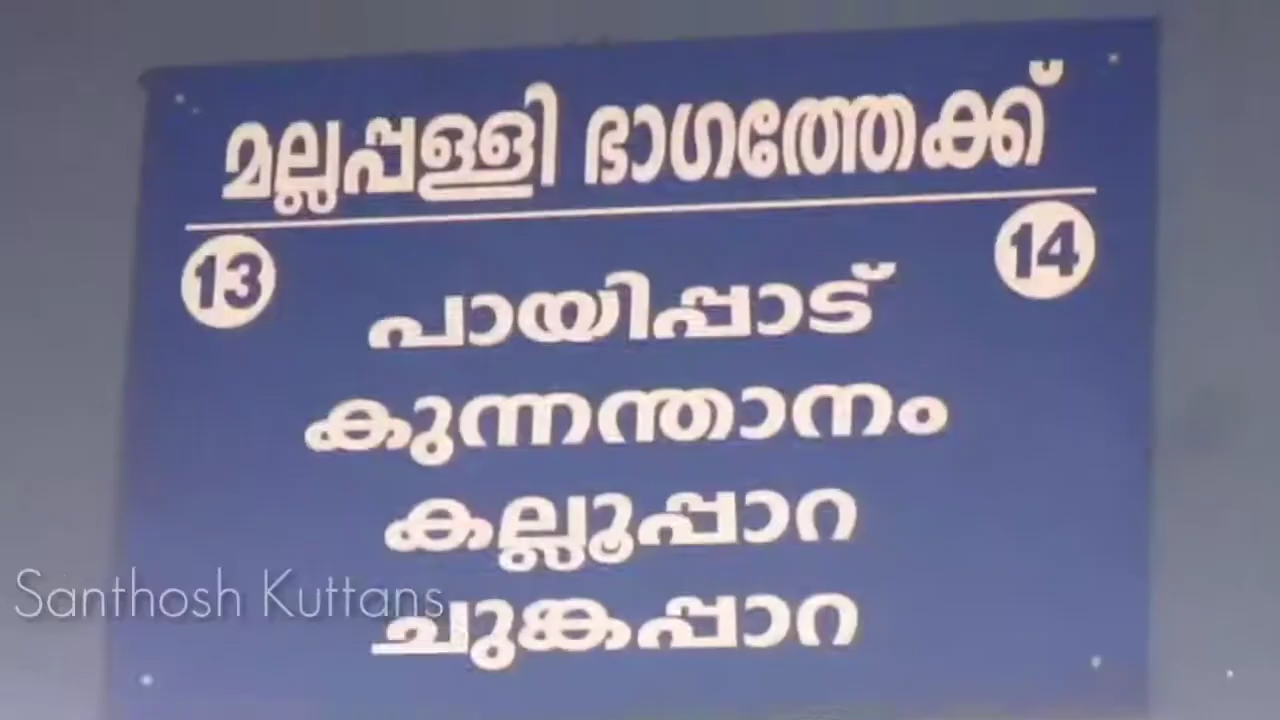 മല്ലപ്പള്ളി ഭാഗത്തേക്ക്
13 14
പായിപ്പാട്
കുന്നന്താനം
കല്ലൂപ്പാറ
ചുങ്കപ്പാറ
Santhosh Kuttans